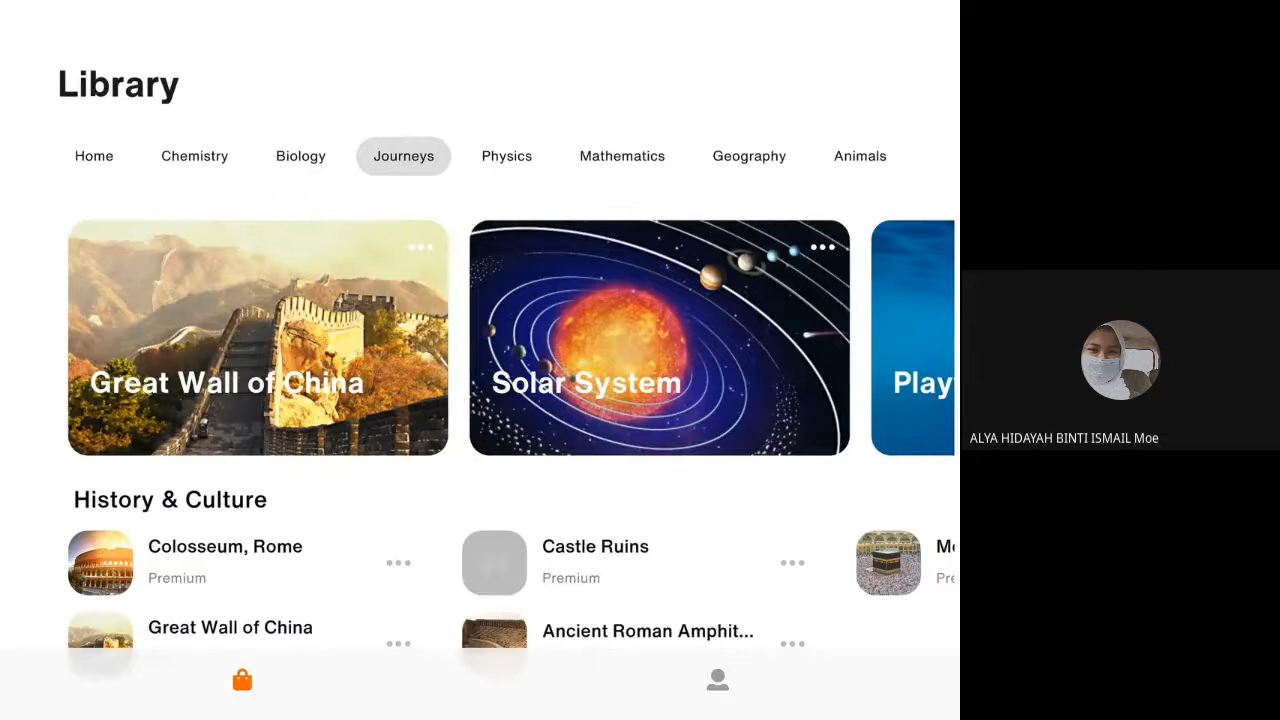 Library
Home Chemistry Biology Journeys Physics Mathematics Geography Animals
Great Wall of China
Solar System
Play
History & Culture
Colosseum, Rome
Premium
Castle Ruins
Premium
Great Wall of China
Ancient Roman Amphit...
ALYA HIDAYAH BINTI ISMAIL Moe